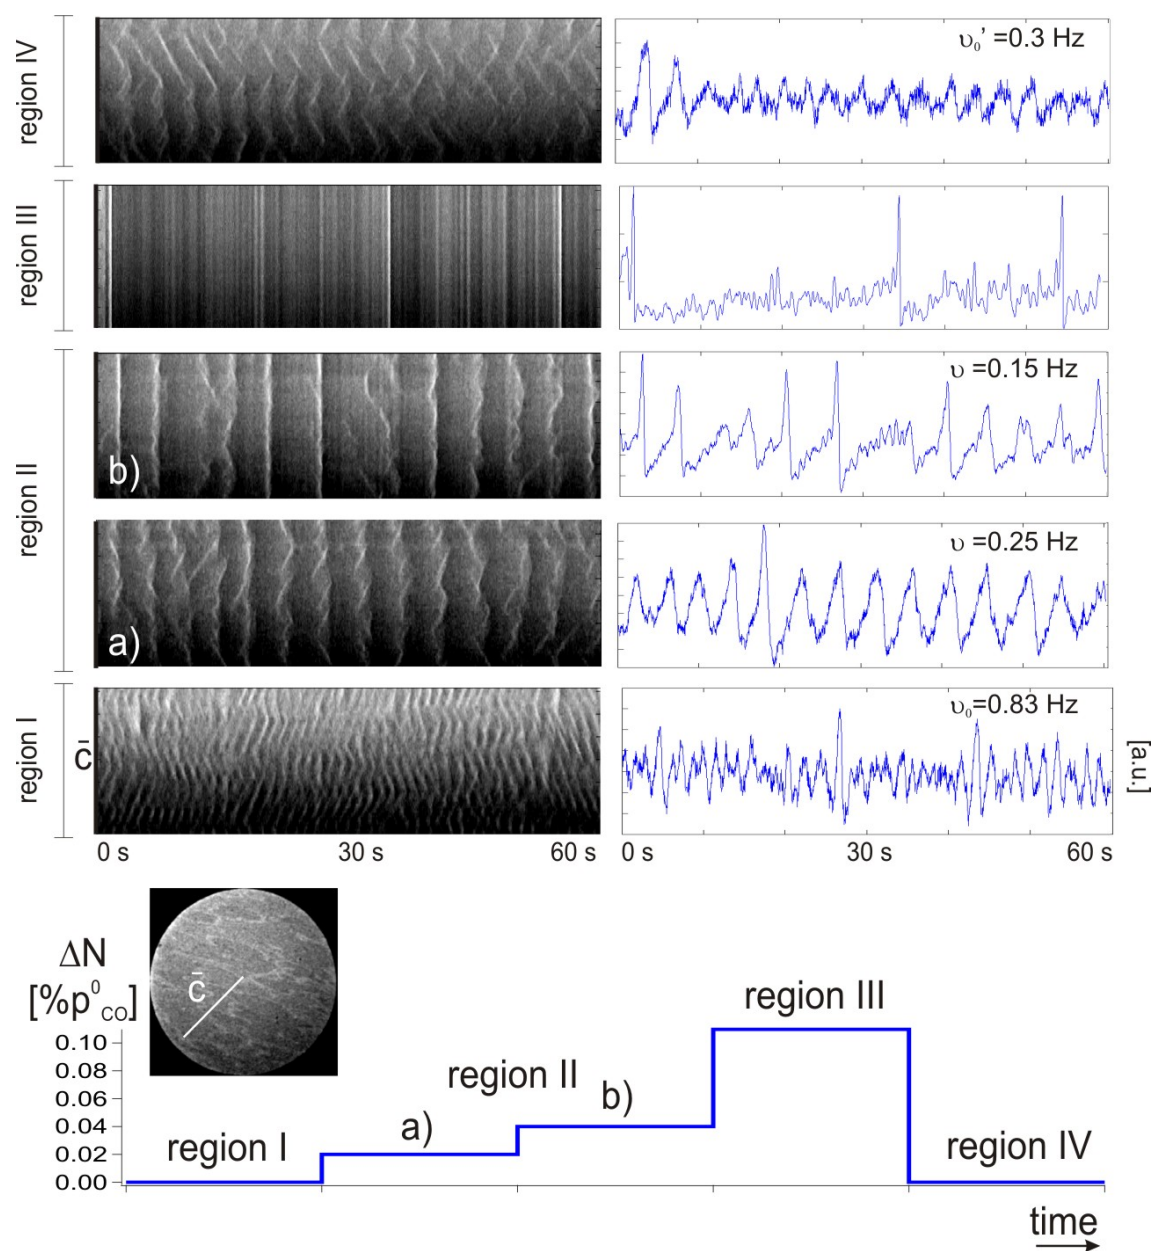 region IV
υ₀' =0.3 Hz
region III
region II
b)
υ =0.15 Hz
a)
υ =0.25 Hz
region I
c̄
υ₀=0.83 Hz
[a.u.]
0 s 30 s 60 s
0 s 30 s 60 s
ΔN
[%p⁰CO]
c̄
0.10
0.08
0.06
0.04
0.02
0.00
region I
region II
a)
b)
region III
region IV
time